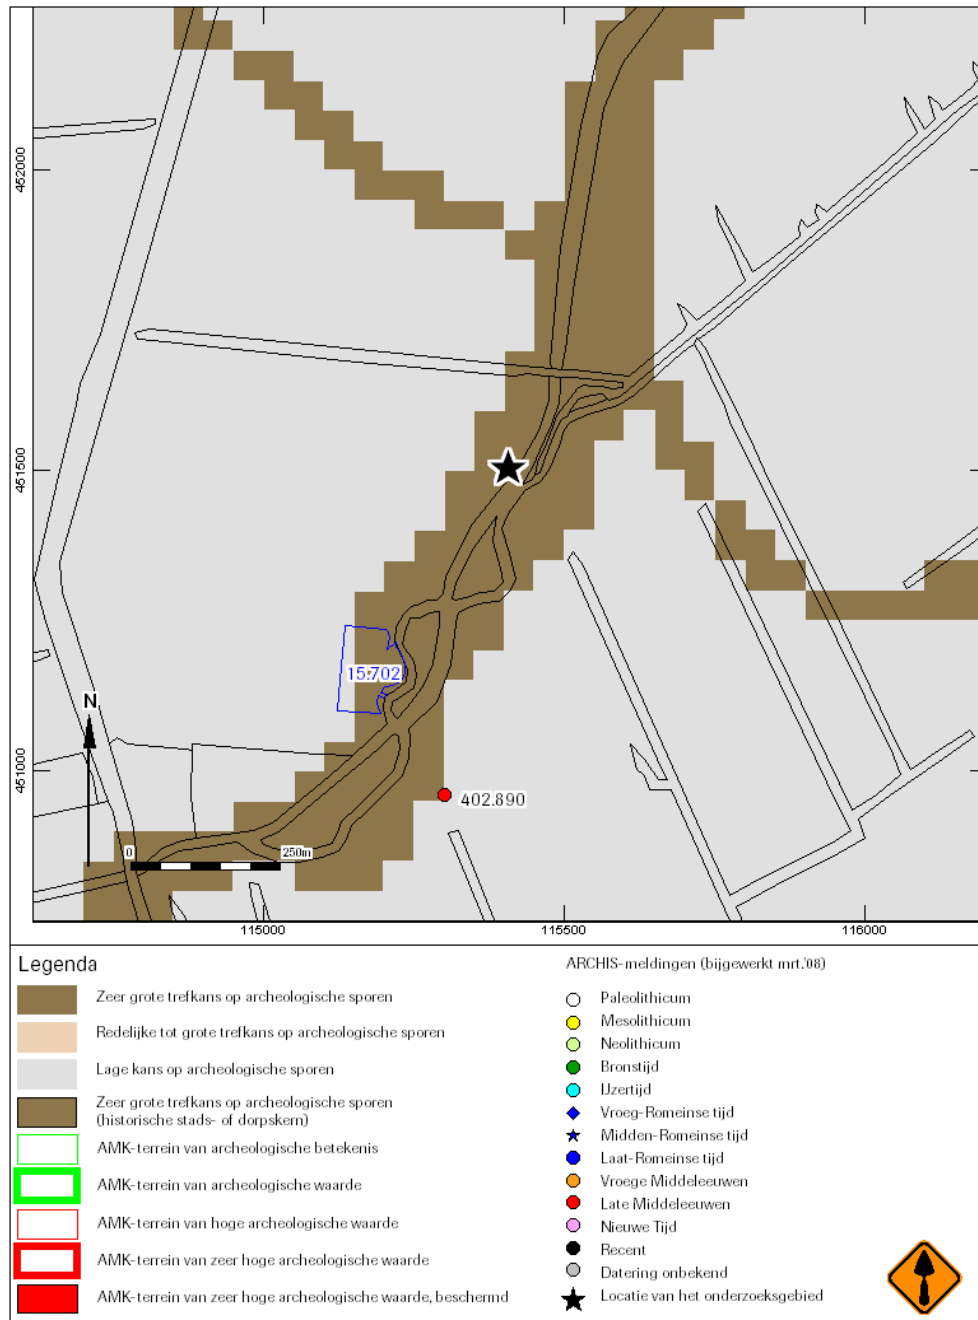 452000
451500
451000
15.702
N
402.890
0 250m
115000 115500 116000
Legenda
Zeer grote trefkans op archeologische sporen
Redelijke tot grote trefkans op archeologische sporen
Lage kans op archeologische sporen
Zeer grote trefkans op archeologische sporen
(historische stads- of dorpskern)
AMK-terrein van archeologische betekenis
AMK-terrein van archeologische waarde
AMK-terrein van hoge archeologische waarde
AMK-terrein van zeer hoge archeologische waarde
AMK-terrein van zeer hoge archeologische waarde, beschermd
ARCHIS-meldingen (bijgewerkt mrt.'08)
Paleolithicum
Mesolithicum
Neolithicum
Bronstijd
IJzertijd
Vroeg-Romeinse tijd
Midden-Romeinse tijd
Laat-Romeinse tijd
Vroege Middeleeuwen
Late Middeleeuwen
Nieuwe Tijd
Recent
Datering onbekend
Locatie van het onderzoeksgebied